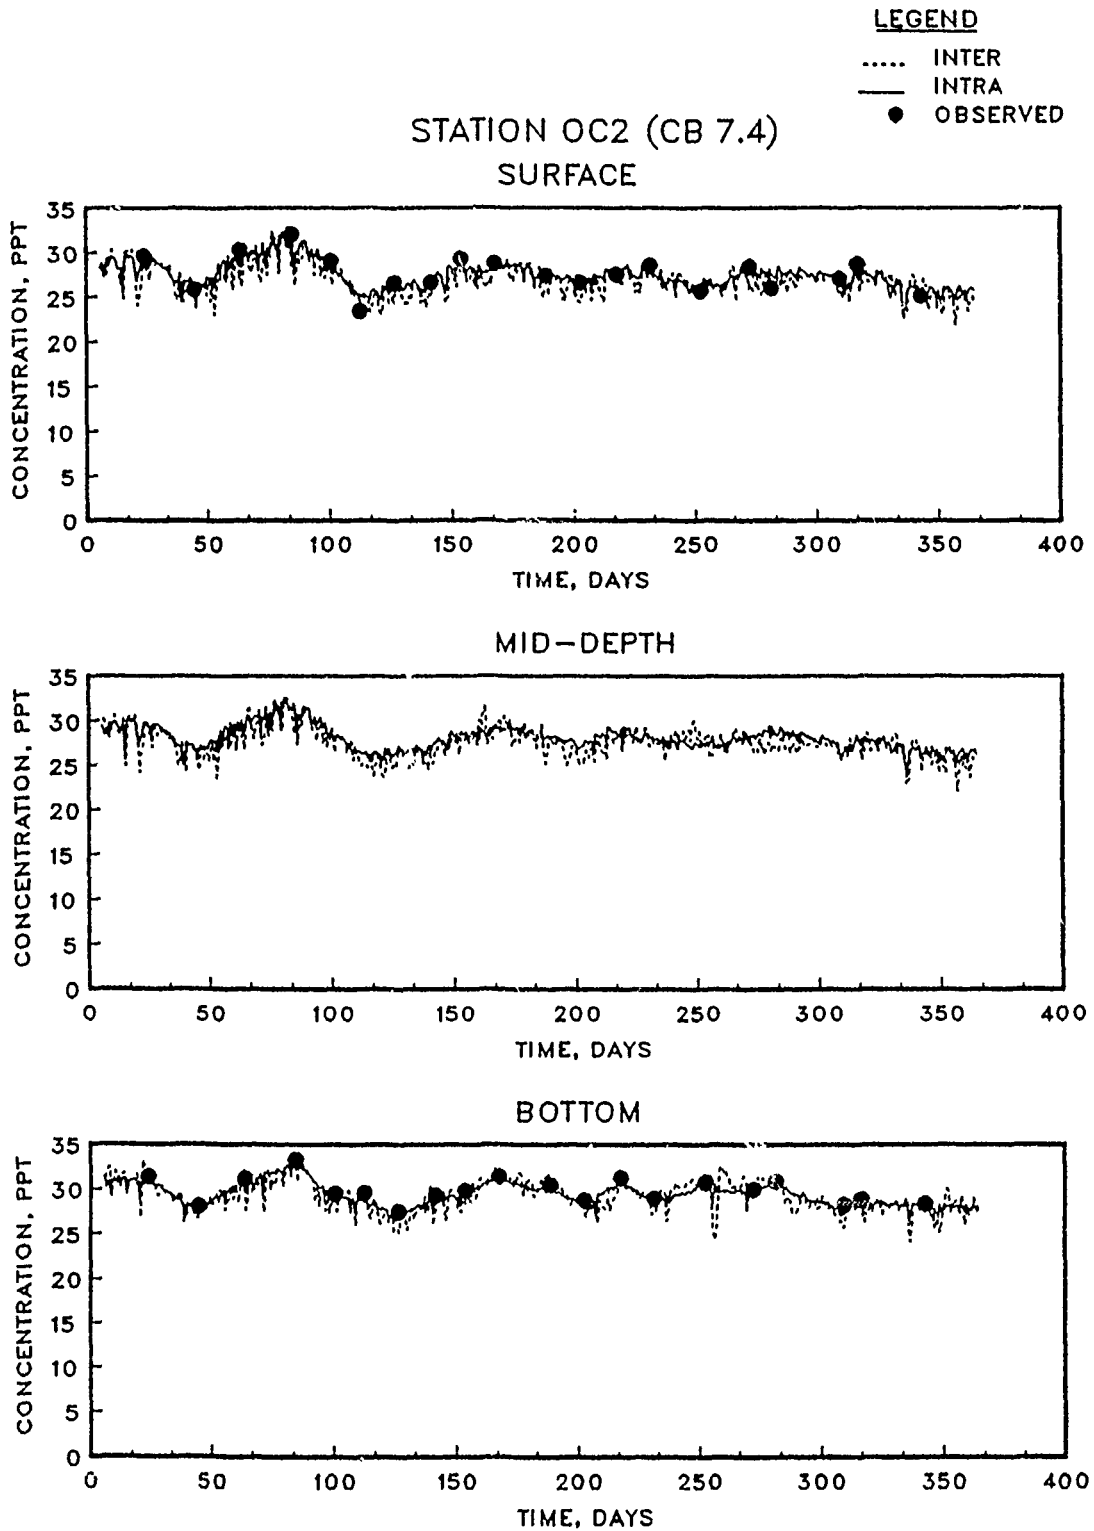 LEGEND
INTER
INTRA
OBSERVED
STATION OC2 (CB 7.4)
SURFACE
CONCENTRATION, PPT
35
30
25
20
15
10
5
0
0 50 100 150 200 250 300 350 400
TIME, DAYS
MID-DEPTH
CONCENTRATION, PPT
35
30
25
20
15
10
5
0
0 50 100 150 200 250 300 350 400
TIME, DAYS
BOTTOM
CONCENTRATION, PPT
35
30
25
20
15
10
5
0
0 50 100 150 200 250 300 350 400
TIME, DAYS